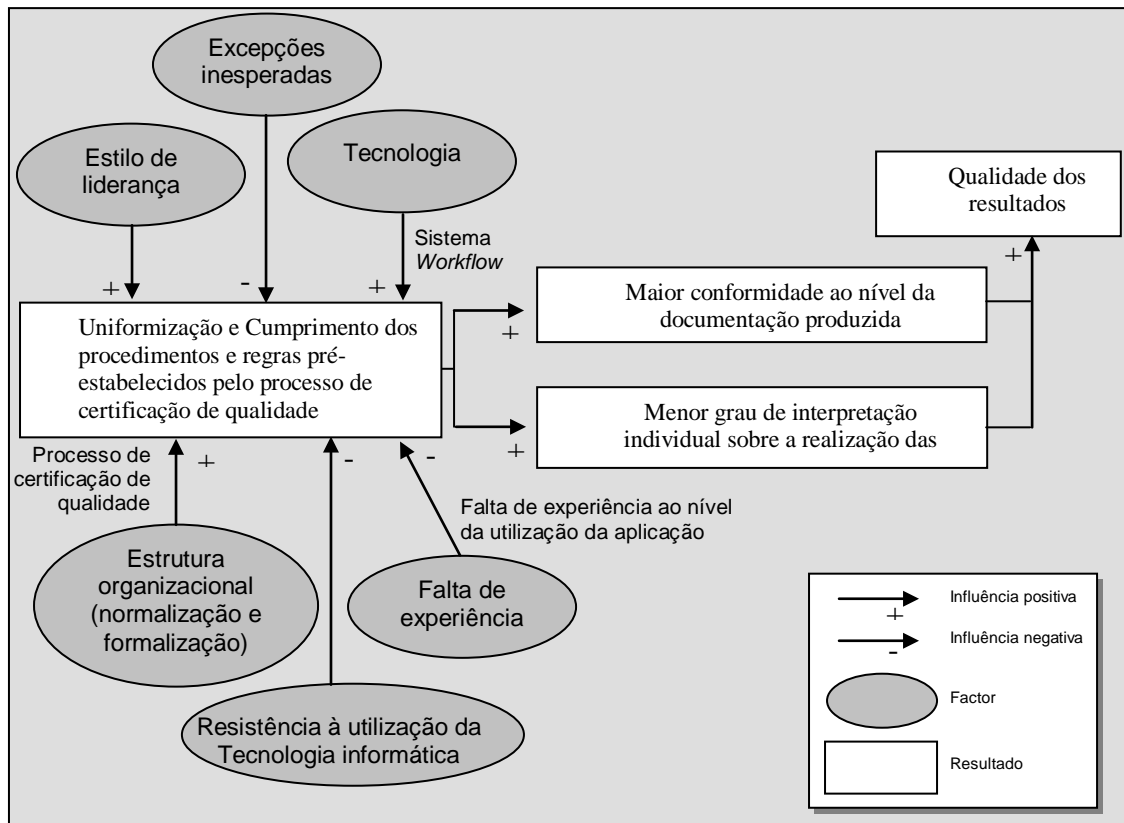 Excepções
inesperadas
Estilo de
liderança
Tecnologia
Qualidade dos
resultados
Sistema
Workflow
+
-
+
+
Uniformização e Cumprimento dos
procedimentos e regras pré-
estabelecidos pelo processo de
certificação de qualidade
+
Maior conformidade ao nível da
documentação produzida
+
Menor grau de interpretação
individual sobre a realização das
Processo de
certificação de
qualidade
+
-
-
Falta de experiência ao nível
da utilização da aplicação
Estrutura
organizacional
(normalização e
formalização)
Falta de
experiência
Resistência à utilização da
Tecnologia informática
Influência positiva
+
Influência negativa
-
Factor
Resultado